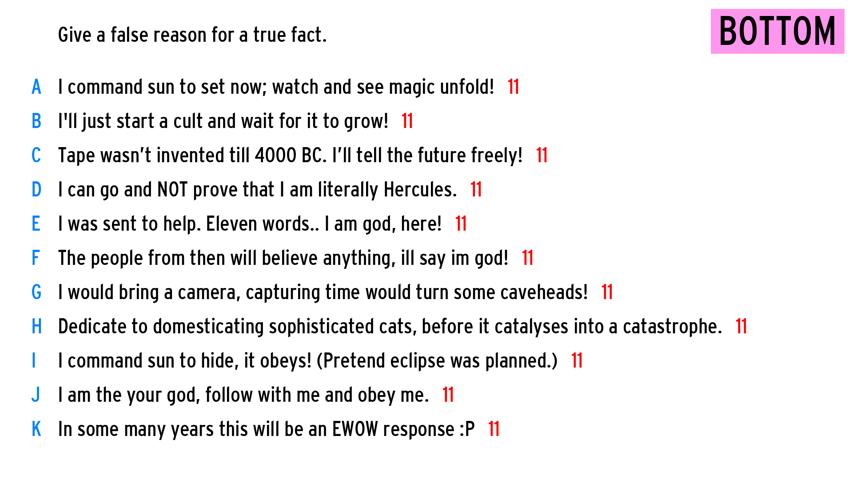 Give a false reason for a true fact.
BOTTOM
A I command sun to set now; watch and see magic unfold! 11
B I'll just start a cult and wait for it to grow! 11
C Tape wasn’t invented till 4000 BC. I’ll tell the future freely! 11
D I can go and NOT prove that I am literally Hercules. 11
E I was sent to help. Eleven words.. I am god, here! 11
F The people from then will believe anything, ill say im god! 11
G I would bring a camera, capturing time would turn some caveheads! 11
H Dedicate to domesticating sophisticated cats, before it catalyses into a catastrophe. 11
I I command sun to hide, it obeys! (Pretend eclipse was planned.) 11
J I am the your god, follow with me and obey me. 11
K In some many years this will be an EWOW response :P 11